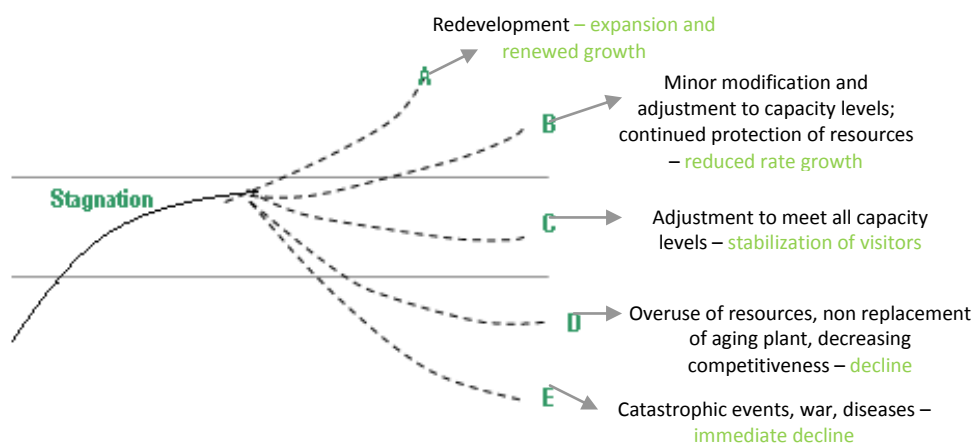 Redevelopment – expansion and
renewed growth
A
Minor modification and
adjustment to capacity levels;
continued protection of resources
– reduced rate growth
B
Stagnation
Adjustment to meet all capacity
levels – stabilization of visitors
C
Overuse of resources, non replacement
of aging plant, decreasing
competitiveness – decline
D
E
Catastrophic events, war, diseases –
immediate decline